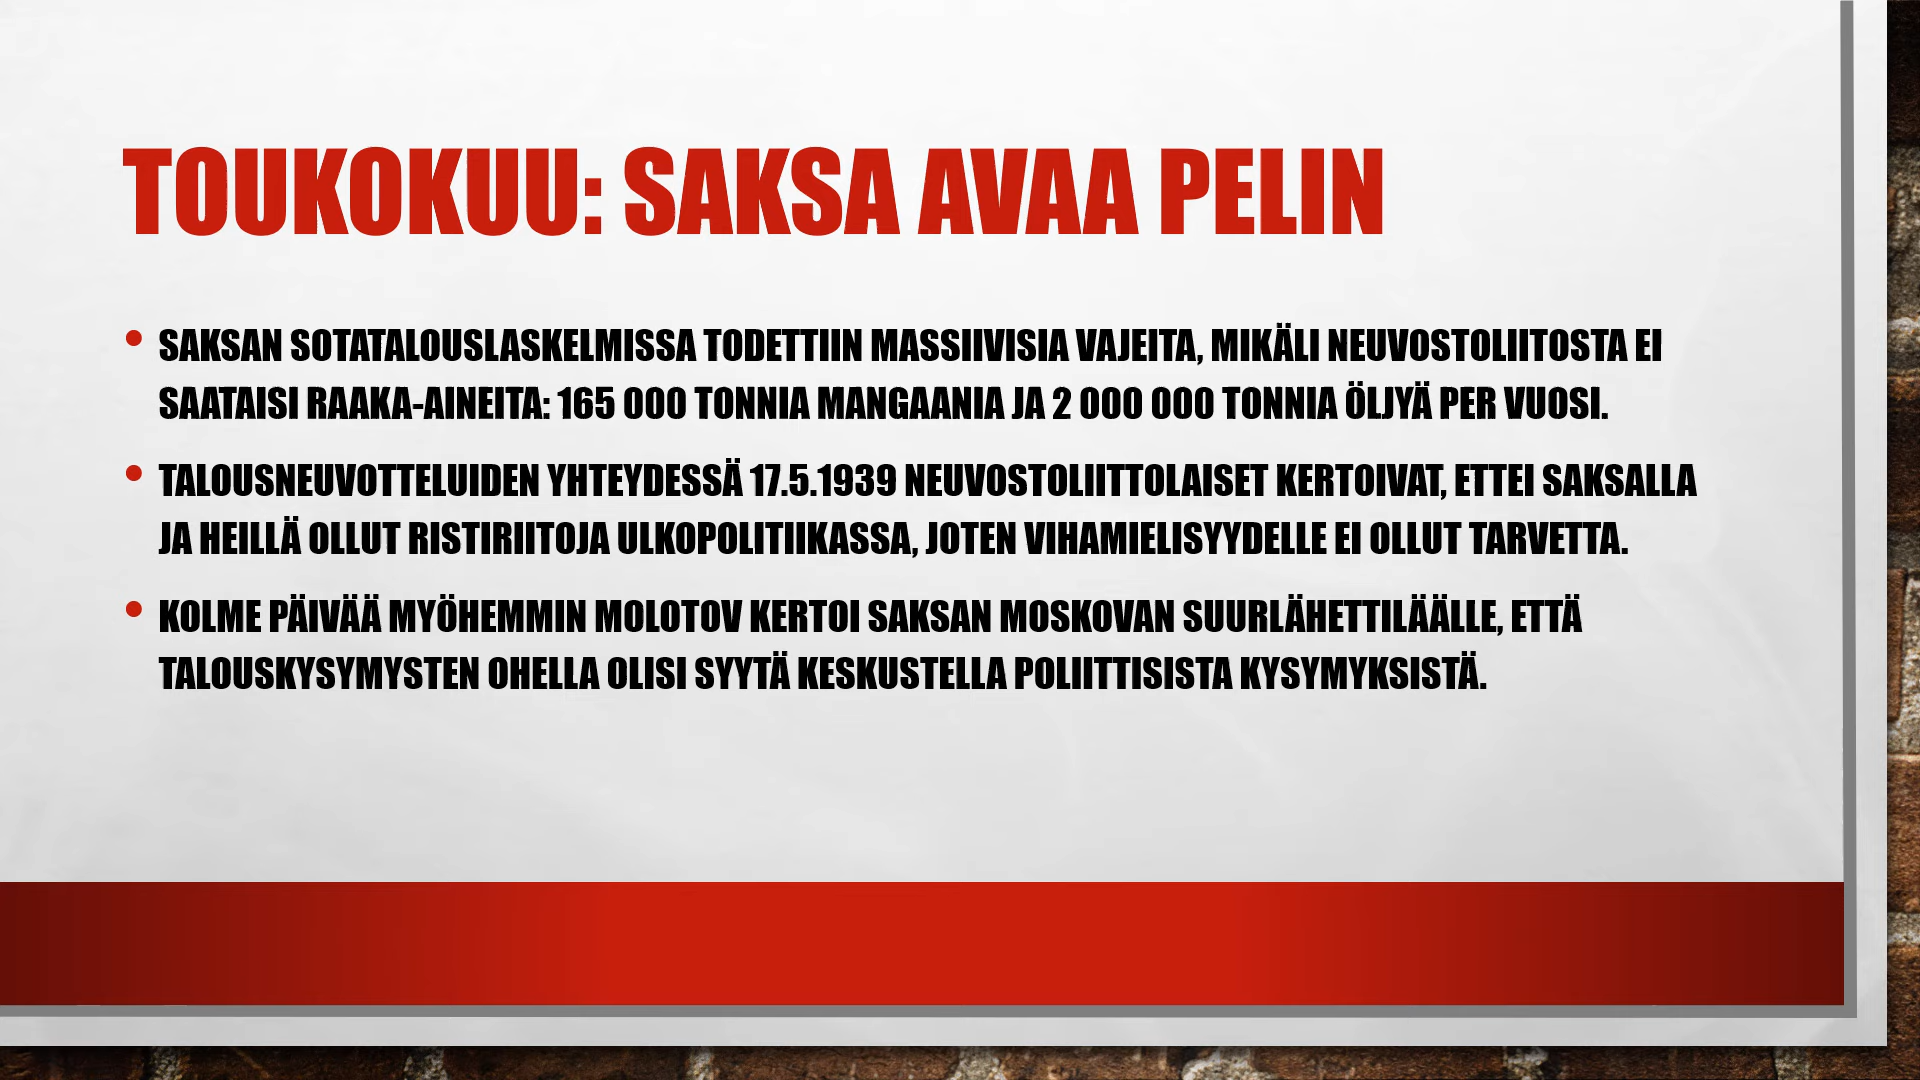 TOUKOKUU: SAKSA AVAA PELIN
• SAKSAN SOTATALOUSLASKELMISSA TODETTIIN MASSIIVISIA VAJEITA, MIKÄLI NEUVOSTOLIITOSTA EI
SAATAISI RAAKA-AINEITA: 165 000 TONNIA MANGAANIA JA 2 000 000 TONNIA ÖLJYÄ PER VUOSI.
• TALOUSNEUVOTTELUIDEN YHTEYDESSÄ 17.5.1939 NEUVOSTOLIITTOLAISET KERTOIVAT, ETTEI SAKSALLA
JA HEILLÄ OLLUT RISTIRIITOJA ULKOPOLITIIKASSA, JOTEN VIHAMIELISYYDELLE EI OLLUT TARVETTA.
• KOLME PÄIVÄÄ MYÖHEMMIN MOLOTOV KERTOI SAKSAN MOSKOVAN SUURLÄHETTILÄÄLLE, ETTÄ
TALOUSKYSYMYSTEN OHELLA OLISI SYYTÄ KESKUSTELLA POLIITTISISTA KYSYMYKSISTÄ.